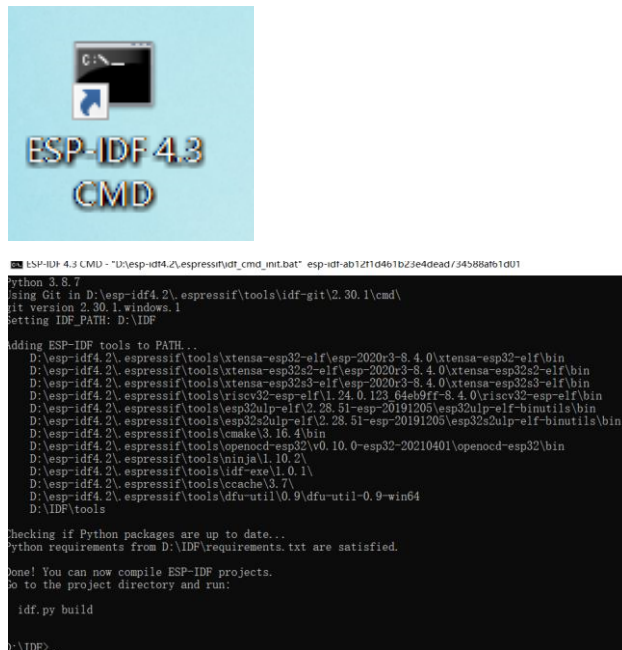 C:\_
ESP-IDF 4.3
CMD
ESP-IDF 4.3 CMD - "D:\esp-idf4.2\.espressif\idf_cmd_init.bat" esp-idf-ab12f1d461b23e4dead734588af61d01
Python 3.8.7
Using Git in D:\esp-idf4.2\.espressif\tools\idf-git\2.30.1\cmd\
git version 2.30.1.windows.1
Setting IDF_PATH: D:\IDF
Adding ESP-IDF tools to PATH...
D:\esp-idf4.2\.espressif\tools\xtensa-esp32-elf\esp-2020r3-8.4.0\xtensa-esp32-elf\bin
D:\esp-idf4.2\.espressif\tools\xtensa-esp32s2-elf\esp-2020r3-8.4.0\xtensa-esp32s2-elf\bin
D:\esp-idf4.2\.espressif\tools\xtensa-esp32s3-elf\esp-2020r3-8.4.0\xtensa-esp32s3-elf\bin
D:\esp-idf4.2\.espressif\tools\riscv32-esp-elf\1.24.0.123_64eb9ff-8.4.0\riscv32-esp-elf\bin
D:\esp-idf4.2\.espressif\tools\esp32ulp-elf\2.28.51-esp-20191205\esp32ulp-elf-binutils\bin
D:\esp-idf4.2\.espressif\tools\esp32s2ulp-elf\2.28.51-esp-20191205\esp32s2ulp-elf-binutils\bin
D:\esp-idf4.2\.espressif\tools\cmake\3.16.4\bin
D:\esp-idf4.2\.espressif\tools\openocd-esp32\v0.10.0-esp32-20210401\openocd-esp32\bin
D:\esp-idf4.2\.espressif\tools\ninja\1.10.2\
D:\esp-idf4.2\.espressif\tools\idf-exe\1.0.1\
D:\esp-idf4.2\.espressif\tools\ccache\3.7\
D:\esp-idf4.2\.espressif\tools\dfu-util\0.9\dfu-util-0.9-win64
D:\IDF\tools
Checking if Python packages are up to date...
Python requirements from D:\IDF\requirements.txt are satisfied.
Done! You can now compile ESP-IDF projects.
Go to the project directory and run:
idf.py build
D:\IDF>